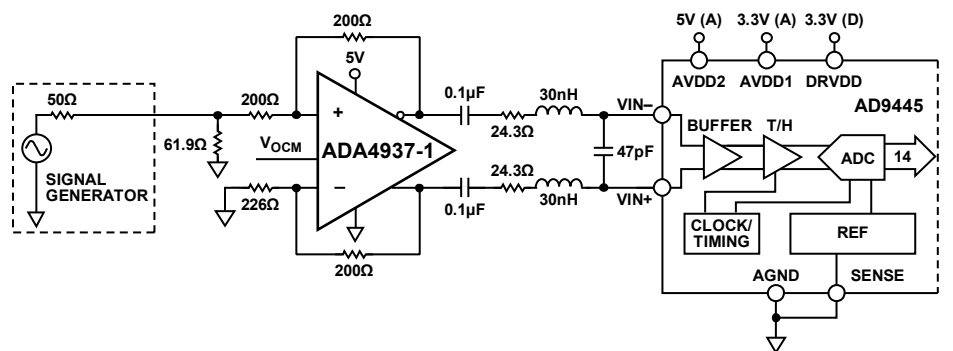 200Ω
5V (A)
3.3V (A)
3.3V (D)
5V
AVDD2
AVDD1
DRVDD
50Ω
200Ω
0.1µF
30nH
VIN–
AD9445
+
24.3Ω
BUFFER
T/H
61.9Ω
VOCM
ADA4937-1
47pF
ADC
14
SIGNAL
GENERATOR
–
24.3Ω
226Ω
0.1µF
30nH
VIN+
CLOCK/
TIMING
REF
200Ω
AGND
SENSE